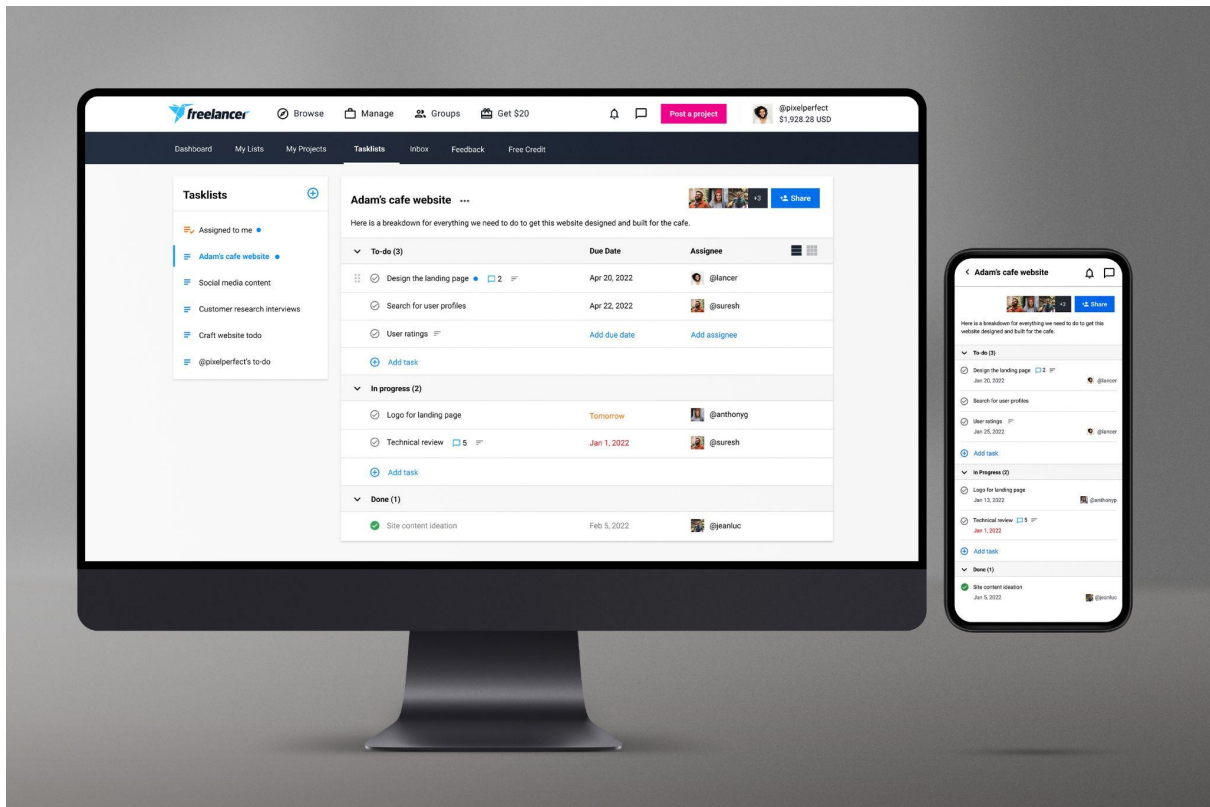 freelancer Browse Manage Groups Get $20 Post a project @pixelperfect
$1,928.28 USD
Dashboard My Lists My Projects Tasklists Inbox Feedback Free Credit
Tasklists
Assigned to me
Adam's cafe website
Social media content
Customer research interviews
Craft website todo
@pixelperfect's to-do
Adam's cafe website ... +3 Share
Here is a breakdown for everything we need to do to get this website designed and built for the cafe.
To-do (3) Due Date Assignee
Design the landing page 2 Apr 20, 2022 @lancer
Search for user profiles Apr 22, 2022 @suresh
User ratings Add due date Add assignee
Add task
In progress (2)
Logo for landing page Tomorrow @anthonyg
Technical review 5 Jan 1, 2022 @suresh
Add task
Done (1)
Site content ideation Feb 5, 2022 @jeanluc
Adam's cafe website
+3 Share
Here is a breakdown for everything we need to do to get this
website designed and built for the cafe.
To-do (3)
Design the landing page 2
Jan 20, 2022 @lancer
Search for user profiles
User ratings
Jan 25, 2022 @lancer
Add task
In Progress (2)
Logo for landing page
Jan 13, 2022 @anthonyp
Technical review 5
Jan 1, 2022
Add task
Done (1)
Site content ideation
Jan 5, 2022 @jeanluc